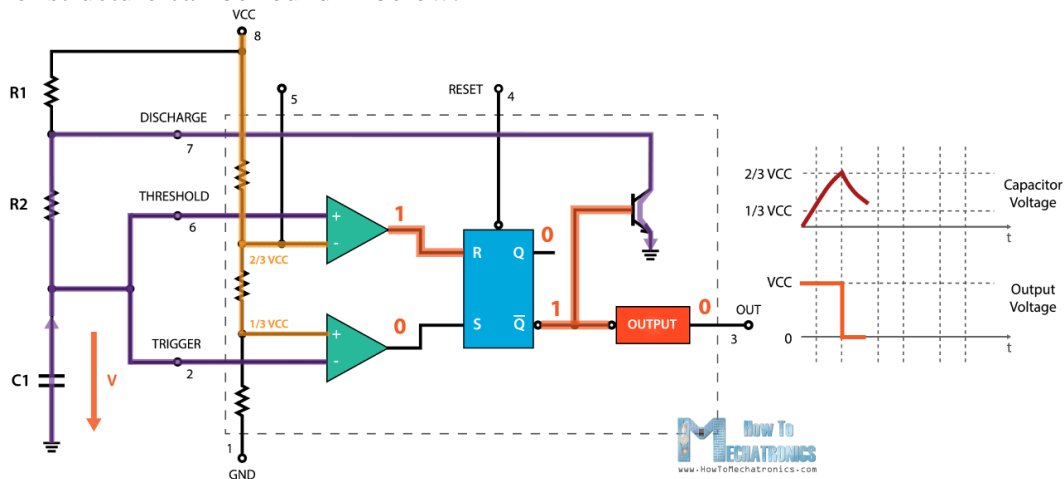 VCC
8
R1
5
RESET
4
DISCHARGE
7
2/3 VCC
Capacitor
Voltage
R2
THRESHOLD
6
1/3 VCC
t
+
-
1
R
Q
0
2/3 VCC
VCC
Output
Voltage
1/3 VCC
+
-
0
S
Q
1
OUTPUT
0
OUT
3
0
t
TRIGGER
2
C1
V
1
GND
How To
MECHATRONICS
www.HowToMechatronics.com